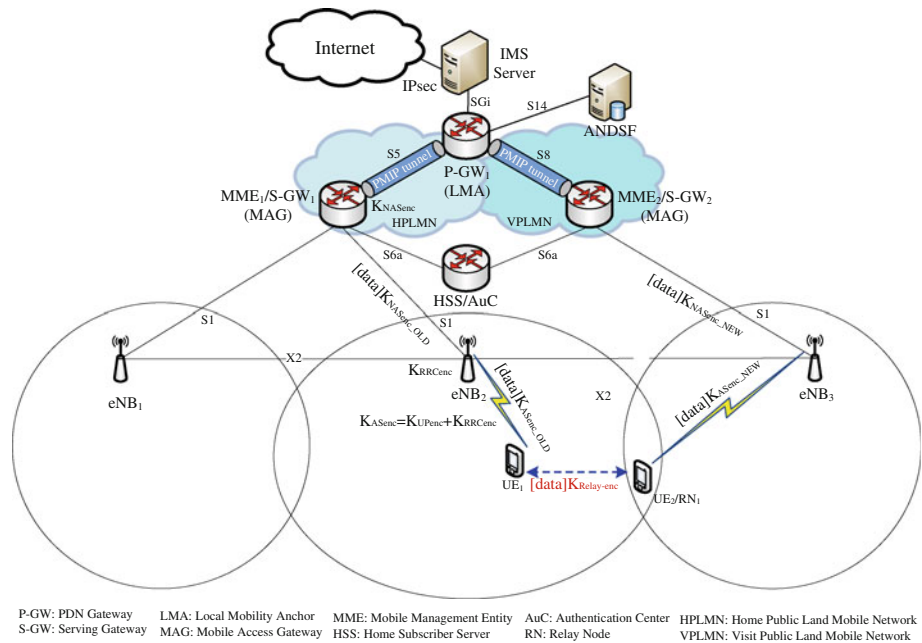 Internet
IMS
Server
IPsec
SGi
S14
ANDSF
S5
PMIP tunnel
P-GW1
(LMA)
S8
PMIP tunnel
MME1/S-GW1
(MAG)
KNASenc
HPLMN
VPLMN
MME2/S-GW2
(MAG)
S6a
S6a
HSS/AuC
[data]KNASenc_OLD
[data]KNASenc_NEW
S1
S1
S1
X2
X2
eNB1
KRRCenc
eNB2
eNB3
[data]KASenc_OLD
[data]KASenc_NEW
KASenc=KUPenc+KRRCenc
UE1
[data]KRelay-enc
UE2/RN1
P-GW: PDN Gateway LMA: Local Mobility Anchor MME: Mobile Management Entity AuC: Authentication Center HPLMN: Home Public Land Mobile Network
S-GW: Serving Gateway MAG: Mobile Access Gateway HSS: Home Subscriber Server RN: Relay Node VPLMN: Visit Public Land Mobile Network